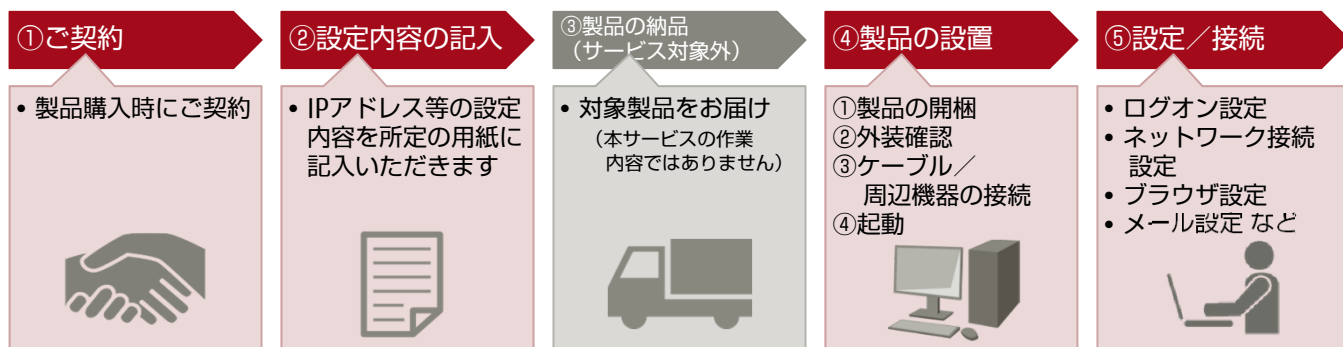 ①ご契約
• 製品購入時にご契約
②設定内容の記入
• IPアドレス等の設定
内容を所定の用紙に
記入いただきます
③製品の納品
（サービス対象外）
• 対象製品をお届け
（本サービスの作業
内容ではありません）
④製品の設置
①製品の開梱
②外装確認
③ケーブル／
周辺機器の接続
④起動
⑤設定／接続
• ログオン設定
• ネットワーク接続
設定
• ブラウザ設定
• メール設定 など